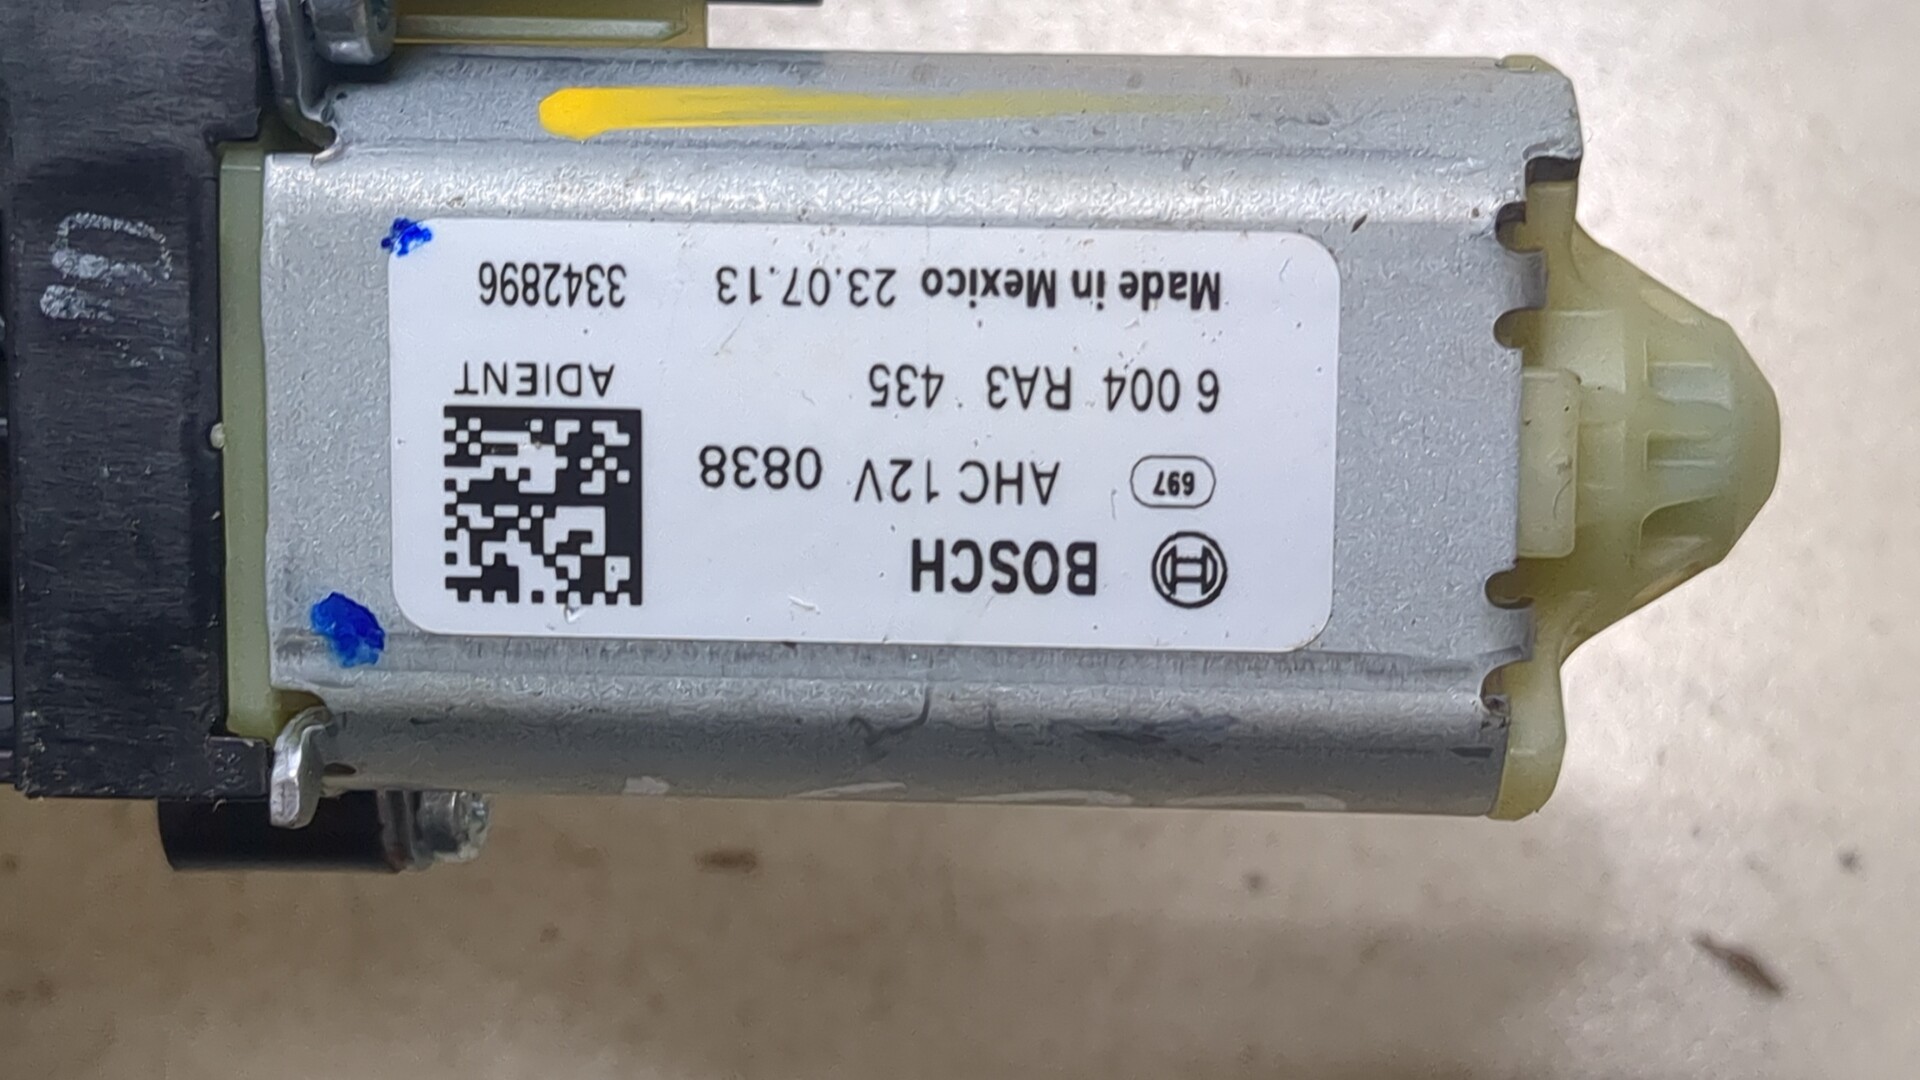 BOSCH
697 AHC 12V 0838
6 004 RA3 435
ADIENT
Made in Mexico 23.07.13 3342896